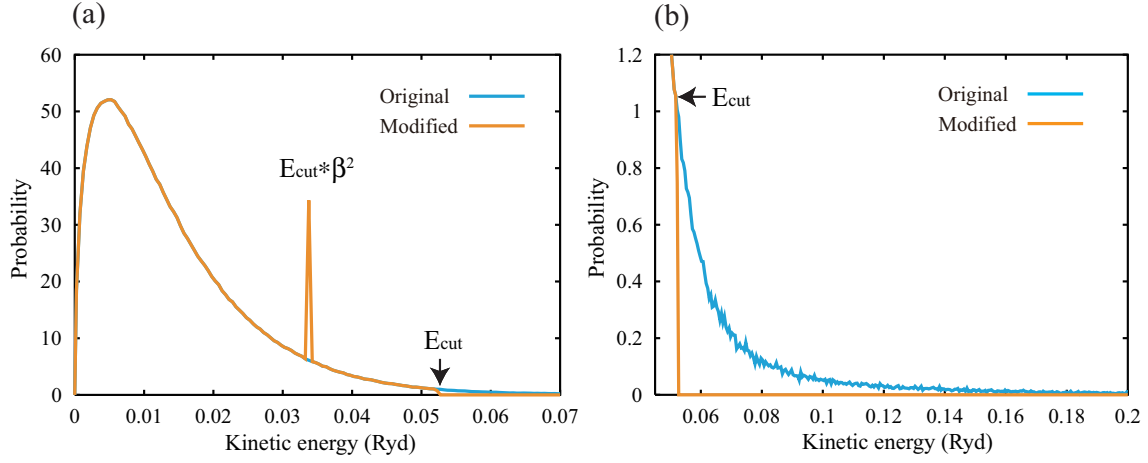 (a)
60
50
40
30
20
10
0
Probability
Original
Modified
Ecut*β²
Ecut
0 0.01 0.02 0.03 0.04 0.05 0.06 0.07
Kinetic energy (Ryd)
(b)
1.2
1
0.8
0.6
0.4
0.2
0
Probability
Ecut
Original
Modified
0.06 0.08 0.1 0.12 0.14 0.16 0.18 0.2
Kinetic energy (Ryd)